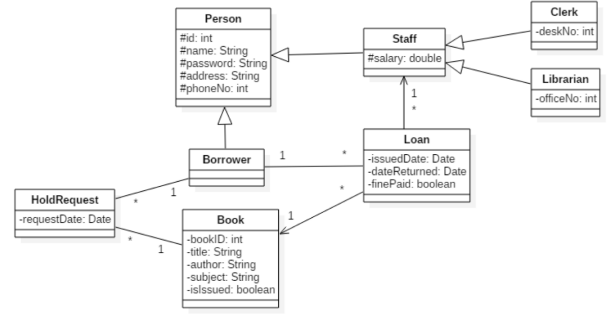 Person
#id: int
#name: String
#password: String
#address: String
#phoneNo: int
Staff
#salary: double
Clerk
-deskNo: int
Librarian
-officeNo: int
1
*
Borrower
1
*
Loan
-issuedDate: Date
-dateReturned: Date
-finePaid: boolean
HoldRequest
-requestDate: Date
*
1
*
1
Book
-bookID: int
-title: String
-author: String
-subject: String
-isIssued: boolean
1
*